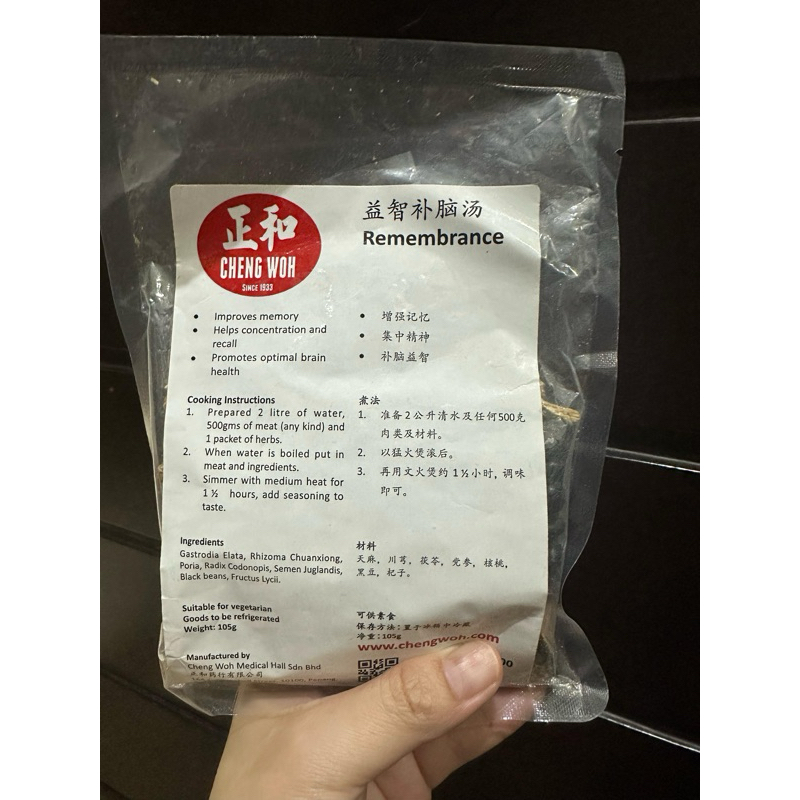 正和
CHENG WOH
SINCE 1933
益智补脑汤
Remembrance
• Improves memory
• Helps concentration and
recall
• Promotes optimal brain
health
• 增强记忆
• 集中精神
• 补脑益智
Cooking Instructions
1. Prepared 2 litre of water,
500gms of meat (any kind) and
1 packet of herbs.
2. When water is boiled put in
meat and ingredients.
3. Simmer with medium heat for
1 ½ hours, add seasoning to
taste.
煮法
1. 准备2公升清水及任何500克
肉类及材料。
2. 以猛火煲滚后。
3. 再用文火煲约1½小时, 调味
即可。
Ingredients
Gastrodia Elata, Rhizoma Chuanxiong,
Poria, Radix Codonopis, Semen Juglandis,
Black beans, Fructus Lycii.
材料
天麻, 川芎, 茯苓, 党参, 核桃,
黑豆, 杞子。
Suitable for vegetarian
Goods to be refrigerated
Weight: 105g
可供素食
保存方法：置于冰箱中冷藏
净重：105g
www.chengwoh.com
Manufactured by
Cheng Woh Medical Hall Sdn Bhd
正和药行有限公司